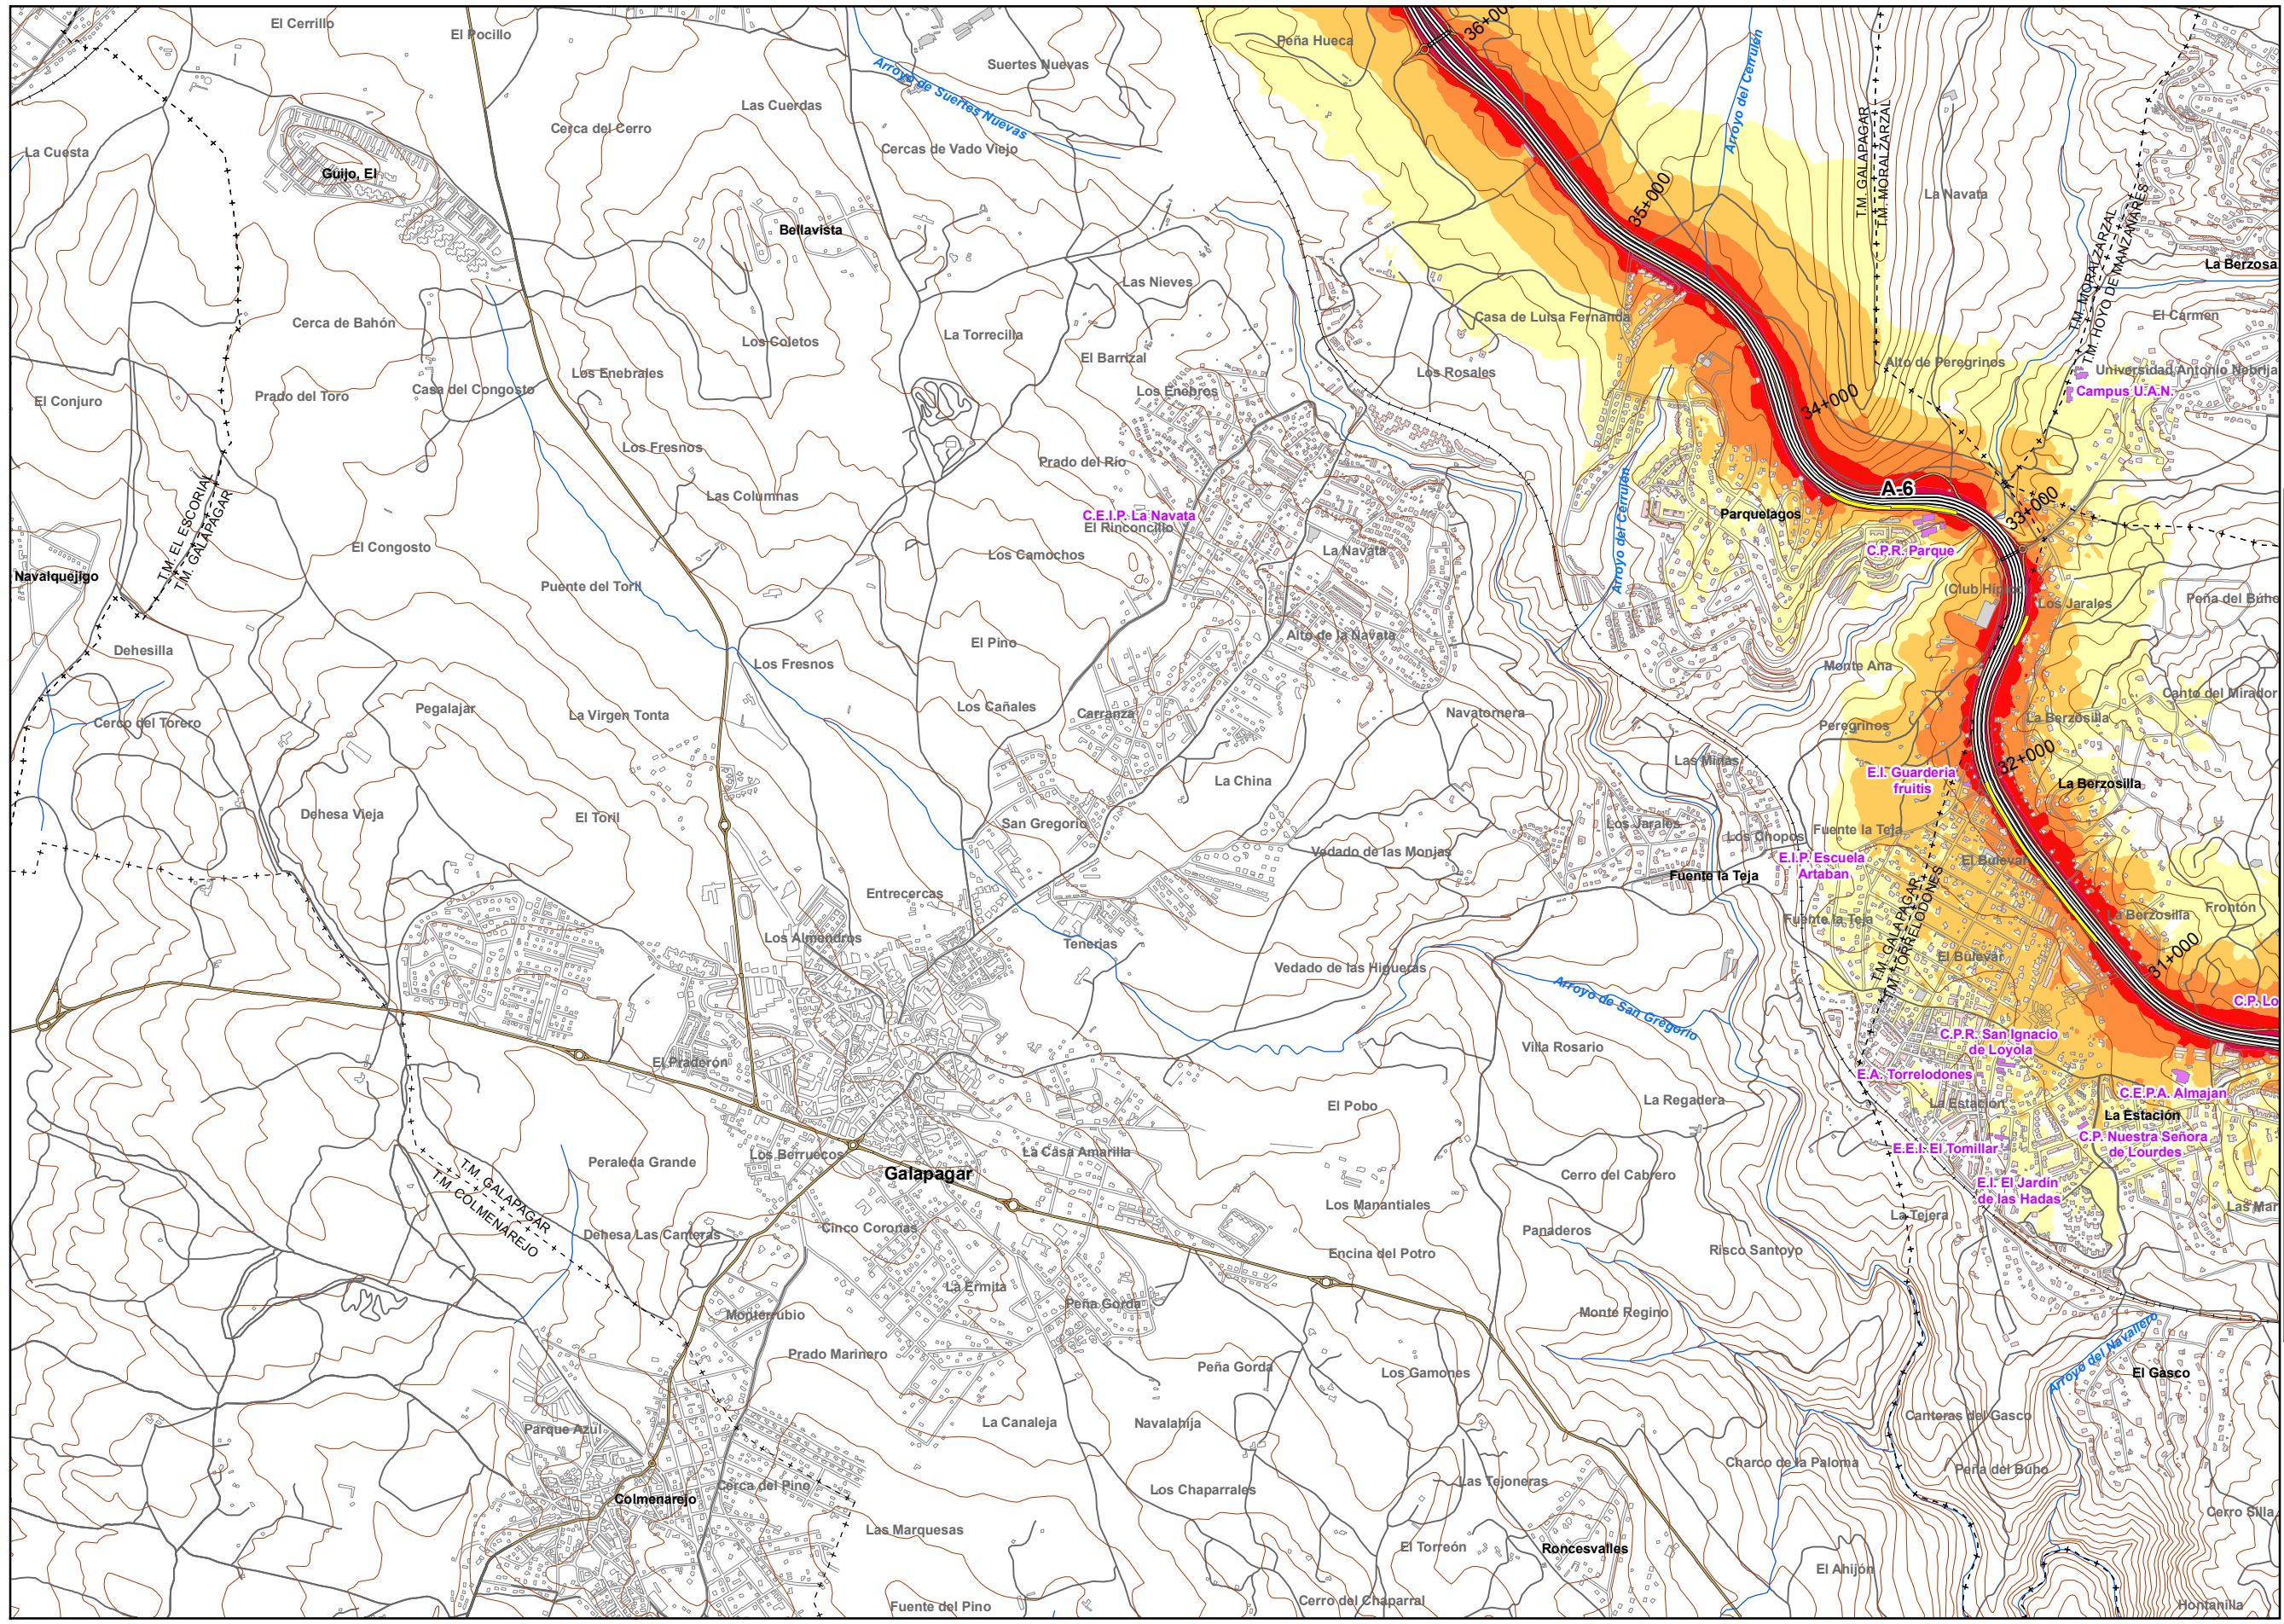 El Cerrillo
El Pocillo
Peña Hueca
36+000
Suertes Nuevas
Arroyo de Suertes Nuevas
Arroyo del Cerrulén
Las Cuerdas
Cerca del Cerro
Cercas de Vado Viejo
La Cuesta
Guijo, El
T.M. GALAPAGAR
T.M. MORALZARZAL
La Navata
35+000
Bellavista
T.M. MORALZARZAL
T.M. HOYO DE MANZANARES
La Berzosa
Las Nieves
Cerca de Bahón
Casa de Luisa Fernanda
El Carmen
La Torrecilla
Los Coletos
El Barrizal
Alto de Peregrinos
Los Enebrales
Los Rosales
Universidad Antonio Nebrija
Casa del Congosto
Los Enebros
Campus U.A.N.
Prado del Toro
El Conjuro
34+000
Los Fresnos
Prado del Río
A-6
Las Columnas
T.M. EL ESCORIAL
T.M. GALAPAGAR
C.E.I.P. La Navata
El Rinconcillo
Parquelagos
33+000
Arroyo del Cerrulén
El Congosto
Los Camochos
La Navata
C.P.R. Parque
Navalquejigo
Puente del Toril
(Club Hípico)
Los Jarales
Peña del Búho
El Pino
Alto de la Navata
Dehesilla
Los Fresnos
Monte Ana
Canto del Mirador
Pegalajar
La Virgen Tonta
Los Cañales
Carranza
Navatornera
Cerco del Torero
La Berzosilla
Peregrinos
32+000
Las Minas
La China
E.I. Guarderia
fruitis
La Berzosilla
Dehesa Vieja
El Toril
San Gregorio
Los Jarales
Los Chopos
Fuente la Teja
Vedado de las Monjas
E.I.P. Escuela
Artaban
El Bulevar
Fuente la Teja
Entrecercas
T.M. GALAPAGAR
T.M. TORRELODONES
Fuente la Teja
La Berzosilla
Frontón
Los Almendros
Tenerias
El Bulevar
31+000
Vedado de las Higueras
Arroyo de San Gregorio
C.P. Lo
El Praderón
Villa Rosario
C.P.R. San Ignacio
de Loyola
E.A. Torrelodones
La Regadera
C.E.P.A. Almajan
El Pobo
La Estación
La Estación
Los Berruecos
La Casa Amarilla
C.P. Nuestra Señora
de Lourdes
E.E.I. El Tomillar
Peraleda Grande
Galapagar
Cerro del Cabrero
E.I. El Jardín
de las Hadas
T.M. GALAPAGAR
T.M. COLMENAREJO
Los Manantiales
Las Mar
La Tejera
Dehesa Las Canteras
Cinco Coronas
Panaderos
Encina del Potro
Risco Santoyo
La Ermita
Peña Gorda
Monterrubio
Monte Regino
Arroyo del Navallero
Prado Marinero
Peña Gorda
Los Gamones
El Gasco
Parque Azul
La Canaleja
Navalahija
Canteras del Gasco
Charco de la Paloma
Peña del Búho
Colmenarejo
Cerca del Pino
Los Chaparrales
Las Tejoneras
Cerro Silla
Las Marquesas
El Torreón
Roncesvalles
El Ahijón
Fuente del Pino
Cerro del Chaparral
Hontanilla